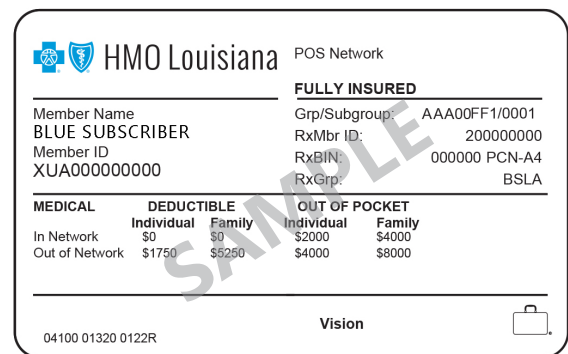 HMO Louisiana
POS Network
FULLY INSURED
Member Name
BLUE SUBSCRIBER
Member ID
XUA000000000
Grp/Subgroup: AAA00FF1/0001
RxMbr ID: 200000000
RxBIN: 000000 PCN-A4
RxGrp: BSLA
MEDICAL DEDUCTIBLE OUT OF POCKET
Individual Family Individual Family
In Network $0 $0 $2000 $4000
Out of Network $1750 $5250 $4000 $8000
SAMPLE
Vision
04100 01320 0122R